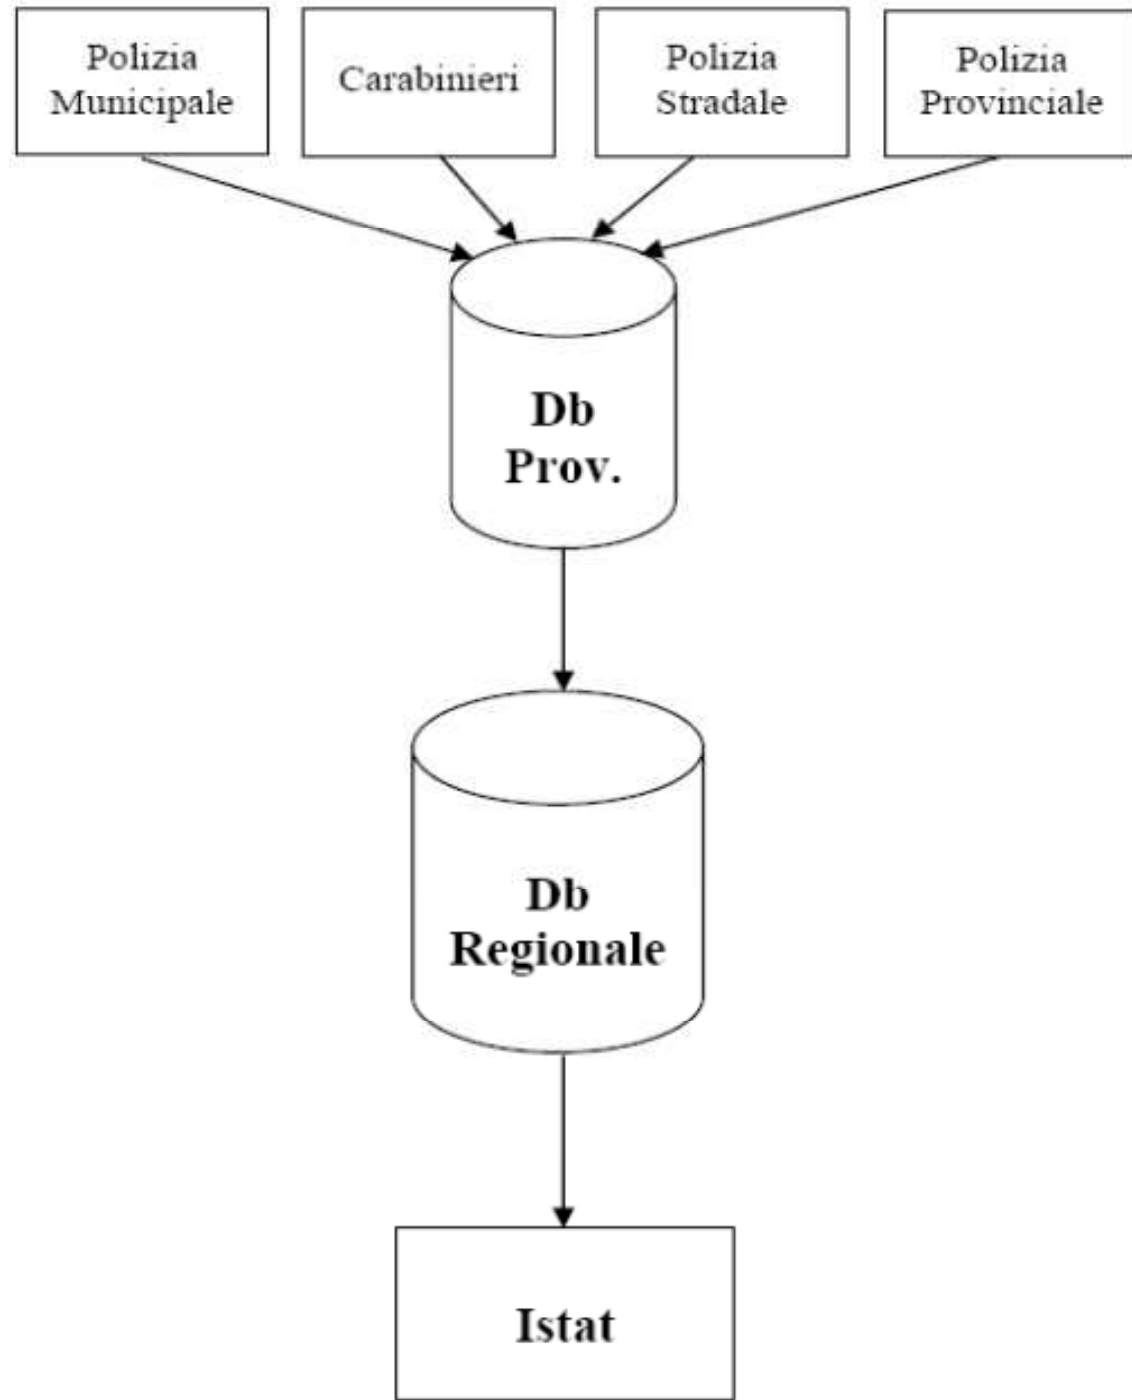 Polizia
Municipale
Carabinieri
Polizia
Stradale
Polizia
Provinciale
Db
Prov.
Db
Regionale
Istat